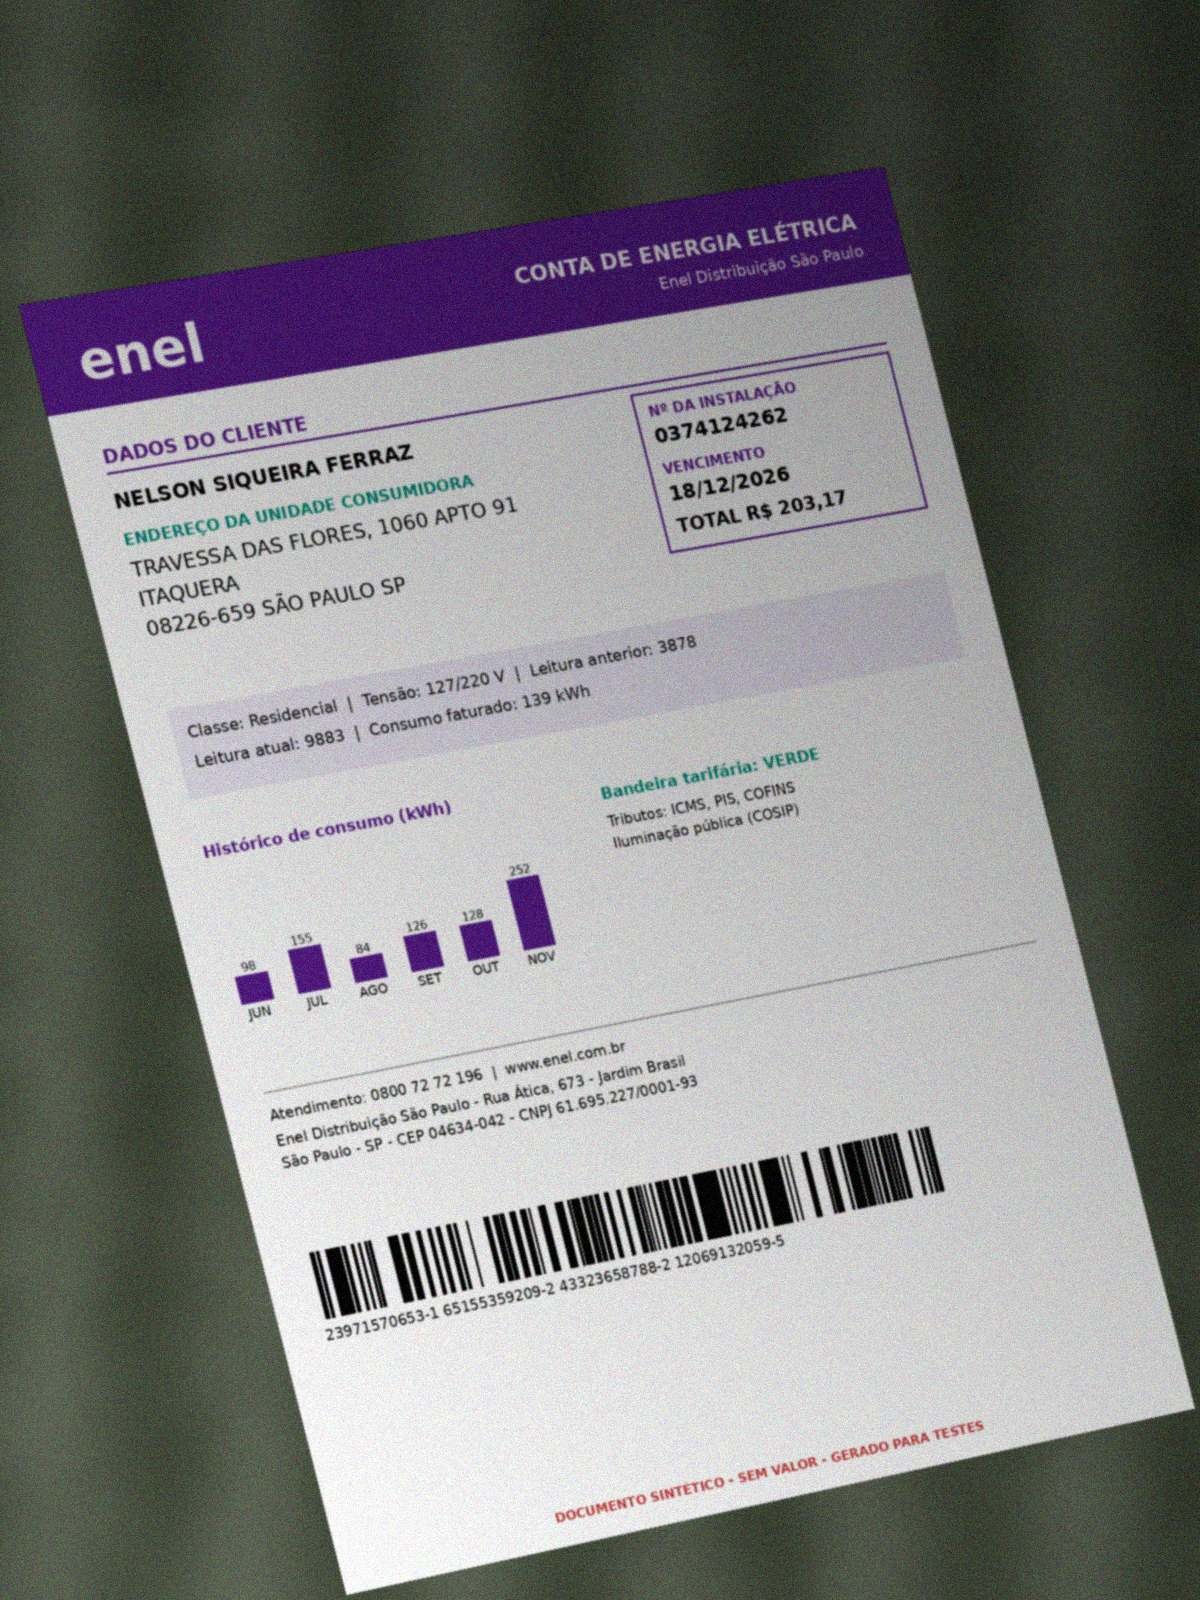 enel
CONTA DE ENERGIA ELÉTRICA
Enel Distribuição São Paulo
DADOS DO CLIENTE
NELSON SIQUEIRA FERRAZ
ENDEREÇO DA UNIDADE CONSUMIDORA
TRAVESSA DAS FLORES, 1060 APTO 91
ITAQUERA
08226-659 SÃO PAULO SP
Nº DA INSTALAÇÃO
0374124262
VENCIMENTO
18/12/2026
TOTAL R$ 203,17
Classe: Residencial | Tensão: 127/220 V | Leitura anterior: 3878
Leitura atual: 9883 | Consumo faturado: 139 kWh
Histórico de consumo (kWh)
98 155 84 126 128 252
JUN JUL AGO SET OUT NOV
Bandeira tarifária: VERDE
Tributos: ICMS, PIS, COFINS
Iluminação pública (COSIP)
Atendimento: 0800 72 72 196 | www.enel.com.br
Enel Distribuição São Paulo - Rua Ática, 673 - Jardim Brasil
São Paulo - SP - CEP 04634-042 - CNPJ 61.695.227/0001-93
23971570653-1 65155359209-2 43323658788-2 12069132059-5
DOCUMENTO SINTÉTICO - SEM VALOR - GERADO PARA TESTES